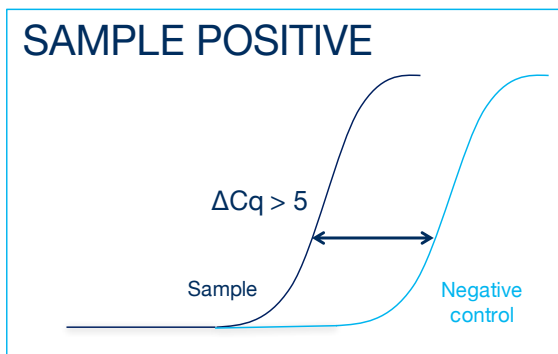 SAMPLE POSITIVE
ΔCq > 5
Sample
Negative
control